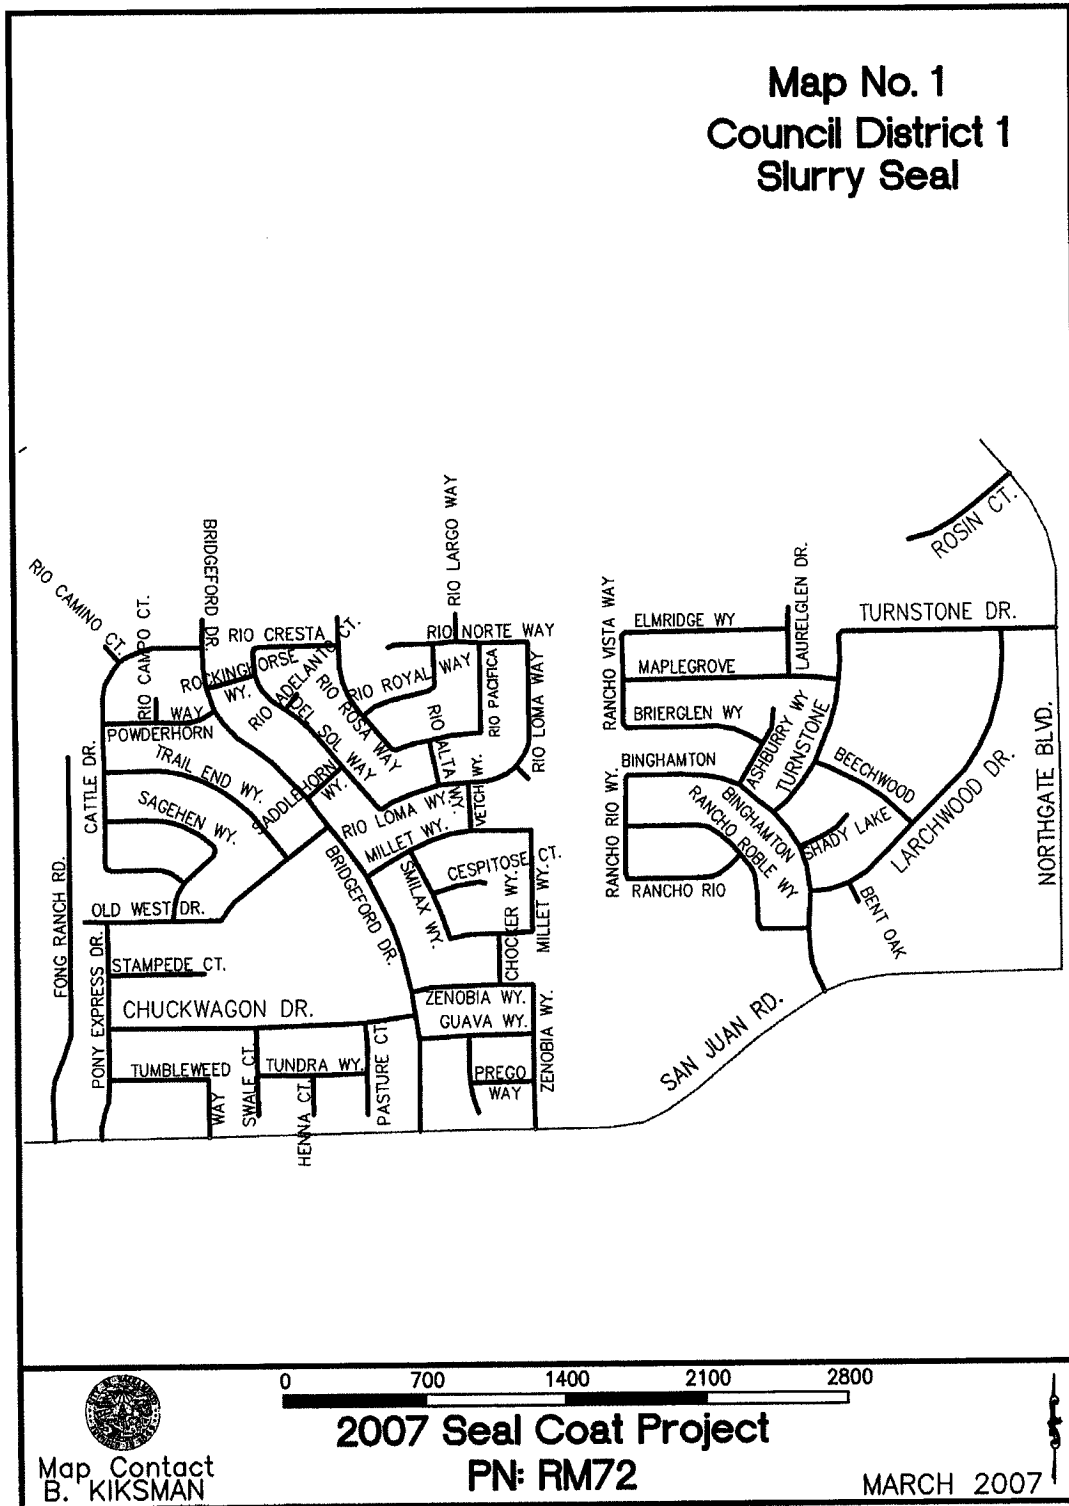 Map No. 1
Council District 1
Slurry Seal
ROSIN CT.
RIO CAMINO CT.
RIO CAMPO CT.
BRIDGEFORD DR.
RIO LARGO WAY
RIO CRESTA
RIO NORTE WAY
ROCKINGHORSE
WY.
RIO ADELANTO CT.
RIO ROSA WAY
RIO ROYAL WAY
RIO PACIFICA
RIO LOMA WAY
POWDERHORN
WAY
DEL SOL WAY
RIO ALTA WY.
RIO LOMA WY.
VETCH WY.
CATTLE DR.
TRAIL END WY.
SAGEHEN WY.
SADDLEHORN
WY.
MILLET WY.
SMILAX WY.
CESPITOSE CT.
CHOCKER WY.
MILLET WY.
BRIDGEFORD DR.
FONG RANCH RD.
OLD WEST DR.
PONY EXPRESS DR.
STAMPEDE CT.
CHUCKWAGON DR.
ZENOBIA WY.
GUAVA WY.
ZENOBIA WY.
TUMBLEWEED
WAY
SWALE CT.
TUNDRA WY.
HENNA CT.
PASTURE CT.
PREGO
WAY
RANCHO VISTA WAY
ELMRIDGE WY
LAURELGLEN DR.
TURNSTONE DR.
MAPLEGROVE
BRIERGLEN WY
ASHBURRY WY
TURNSTONE
BINGHAMTON
BINGHAMTON
RANCHO ROBLE WY
RANCHO RIO WY.
RANCHO RIO
BEECHWOOD
SHADY LAKE
LARCHWOOD DR.
BENT OAK
NORTHGATE BLVD.
SAN JUAN RD.
0 700 1400 2100 2800
2007 Seal Coat Project
PN: RM72
Map Contact
B. KIKSMAN
MARCH 2007